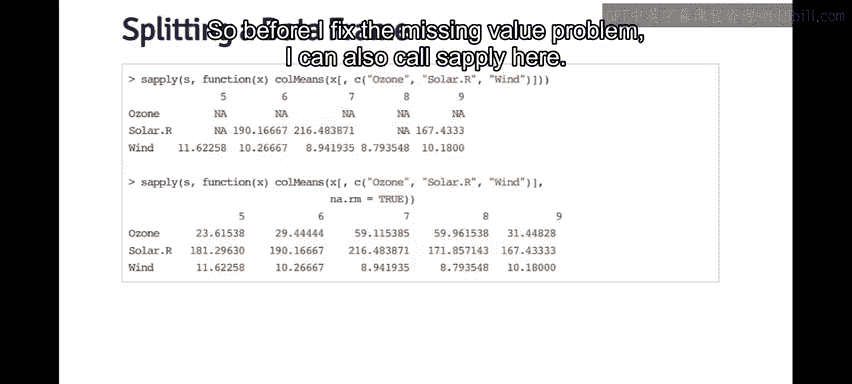 Splitting a Data Frame
So before I fix the missing value problem,
I can also call sapply here.
> sapply(s, function(x) colMeans(x[, c("Ozone", "Solar.R", "Wind")]))
5 6 7 8 9
Ozone NA NA NA NA NA
Solar.R NA 190.16667 216.483871 NA 167.4333
Wind 11.62258 10.26667 8.941935 8.793548 10.1800
> sapply(s, function(x) colMeans(x[, c("Ozone", "Solar.R", "Wind")],
na.rm = TRUE))
5 6 7 8 9
Ozone 23.61538 29.44444 59.115385 59.961538 31.44828
Solar.R 181.29630 190.16667 216.483871 171.857143 167.43333
Wind 11.62258 10.26667 8.941935 8.793548 10.18000